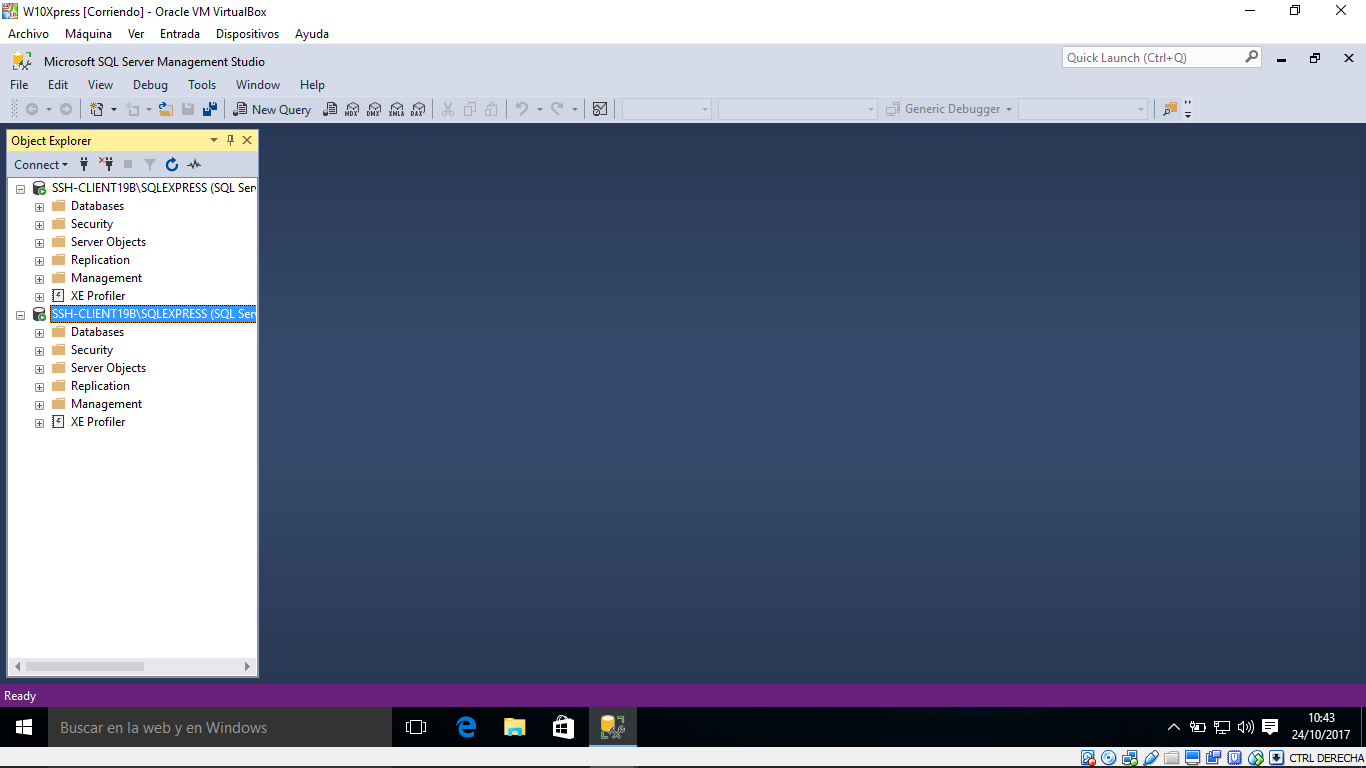 W10Xpress [Corriendo] - Oracle VM VirtualBox
Archivo Máquina Ver Entrada Dispositivos Ayuda
Microsoft SQL Server Management Studio
Quick Launch (Ctrl+Q)
File Edit View Debug Tools Window Help
New Query MDX DMX XMLA DAX Generic Debugger
Object Explorer
Connect
SSH-CLIENT19B\SQLEXPRESS (SQL Ser
Databases
Security
Server Objects
Replication
Management
XE Profiler
SSH-CLIENT19B\SQLEXPRESS (SQL Ser
Databases
Security
Server Objects
Replication
Management
XE Profiler
Ready
Buscar en la web y en Windows
10:43
24/10/2017
CTRL DERECHA